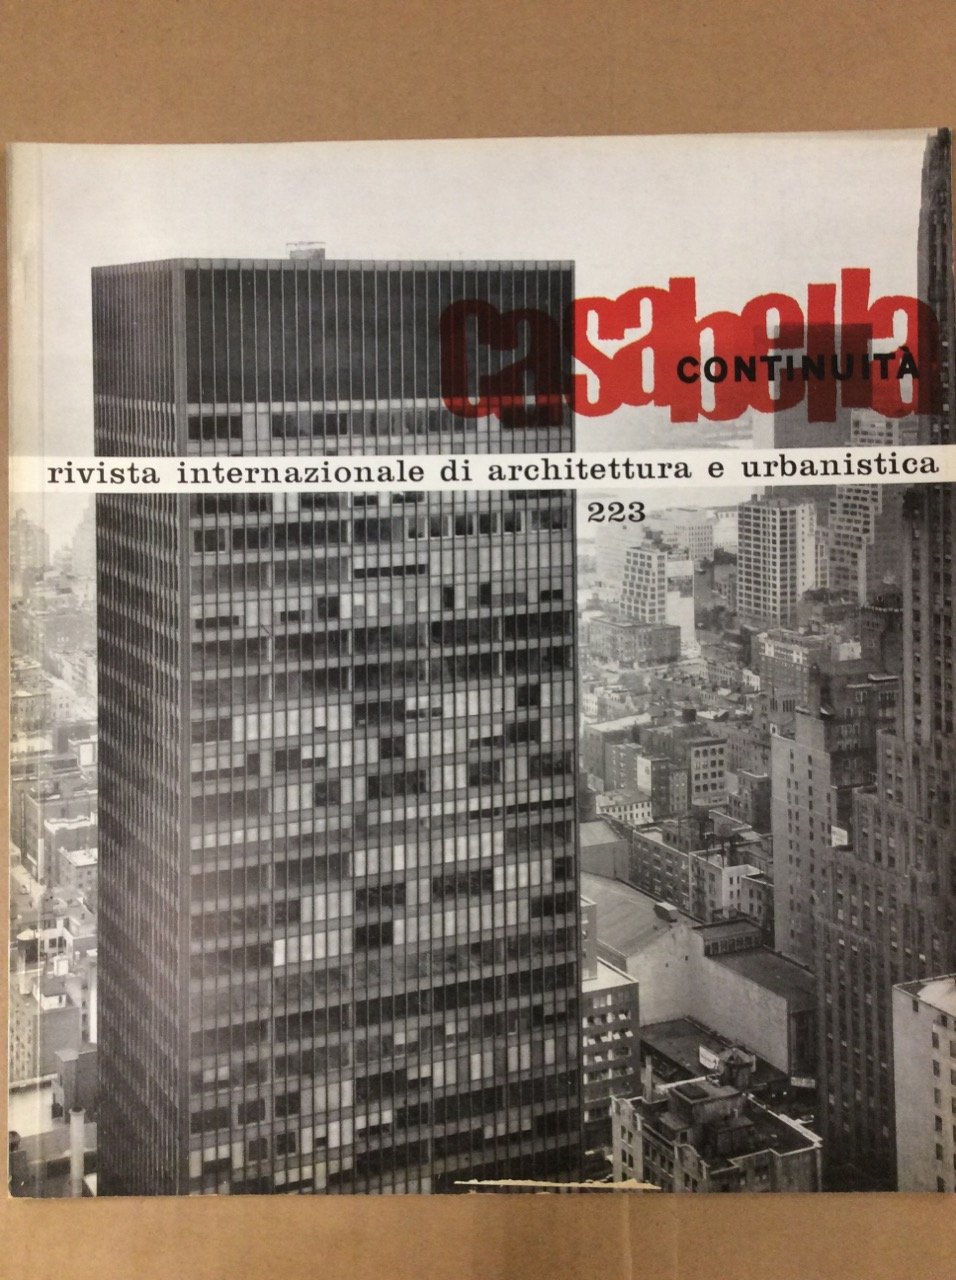 casabella
CONTINUITÀ
rivista internazionale di architettura e urbanistica
223